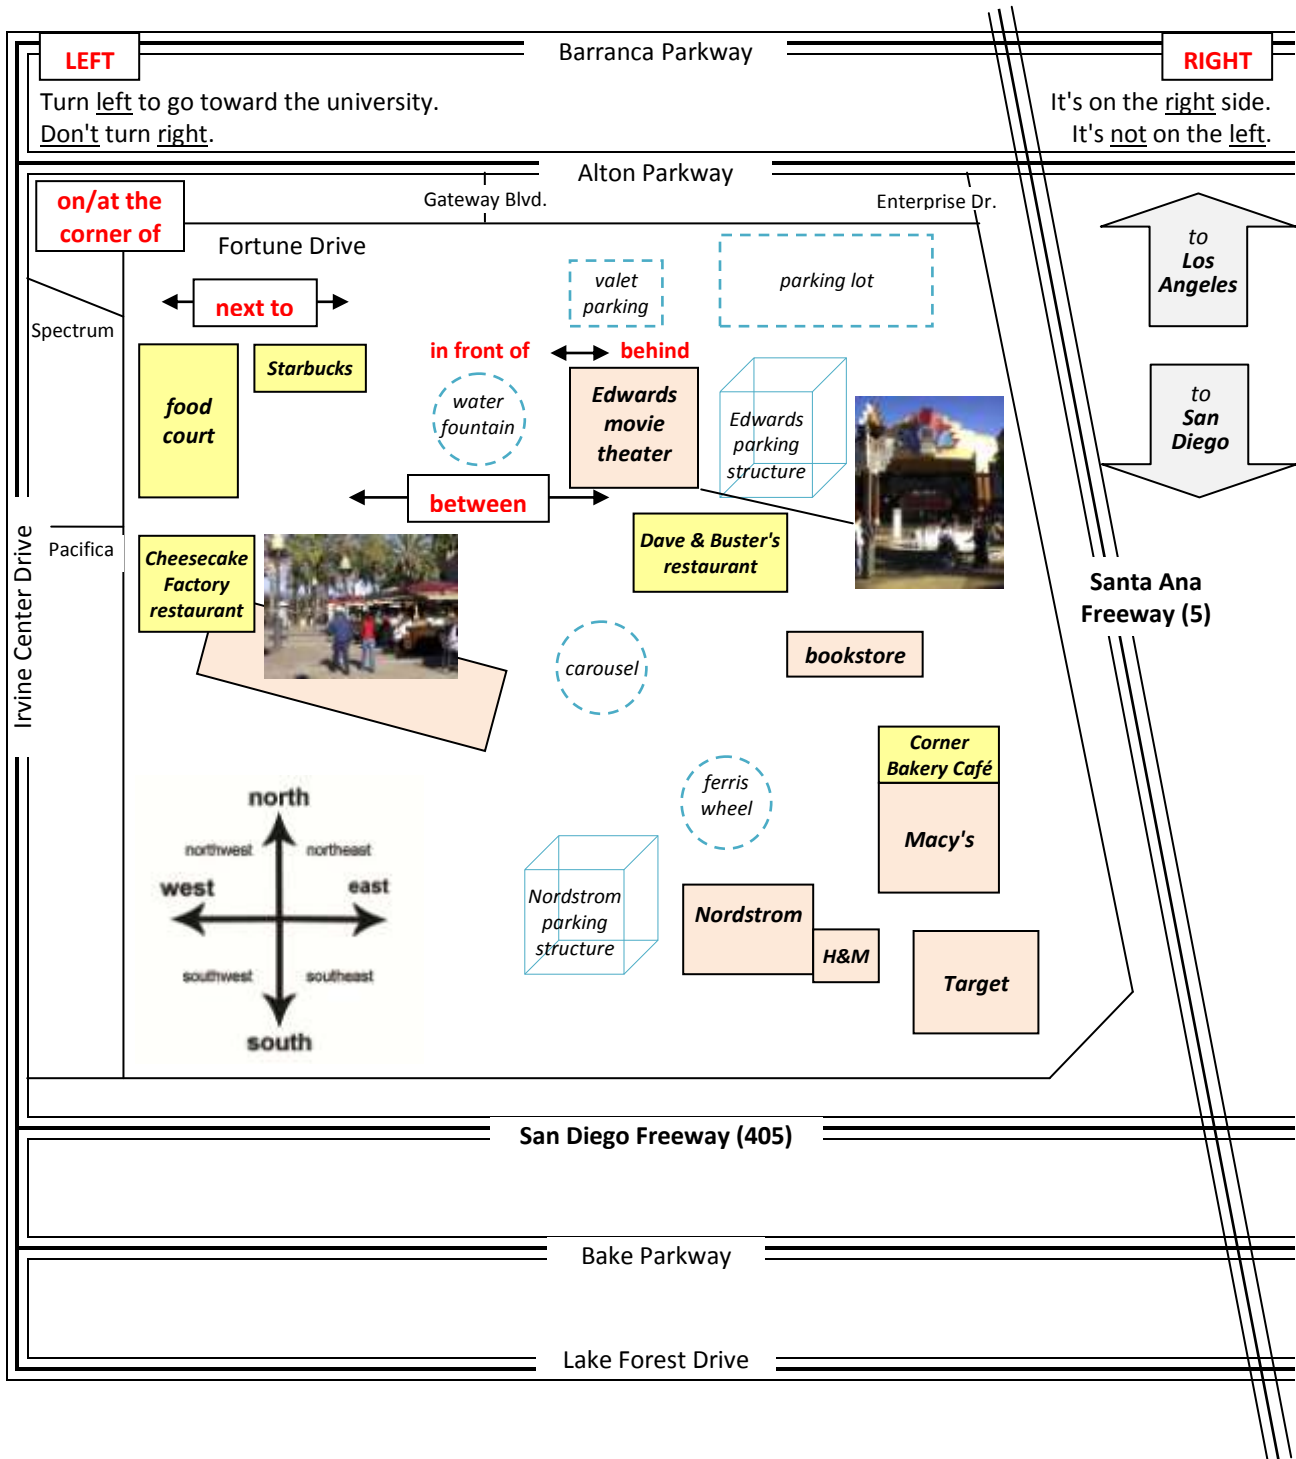 LEFT
Barranca Parkway
RIGHT
Turn left to go toward the university.
Don't turn right.
It's on the right side.
It's not on the left.
Alton Parkway
on/at the
corner of
Gateway Blvd.
Enterprise Dr.
Fortune Drive
to
Los
Angeles
valet
parking
parking lot
next to
Spectrum
in front of
behind
Starbucks
food
court
water
fountain
Edwards
movie
theater
Edwards
parking
structure
to
San
Diego
between
Irvine Center Drive
Pacifica
Cheesecake
Factory
restaurant
Dave & Buster's
restaurant
Santa Ana
Freeway (5)
carousel
bookstore
Corner
Bakery Café
ferris
wheel
Macy's
north
northwest
northeast
west
east
southwest
southeast
south
Nordstrom
parking
structure
Nordstrom
H&M
Target
San Diego Freeway (405)
Bake Parkway
Lake Forest Drive